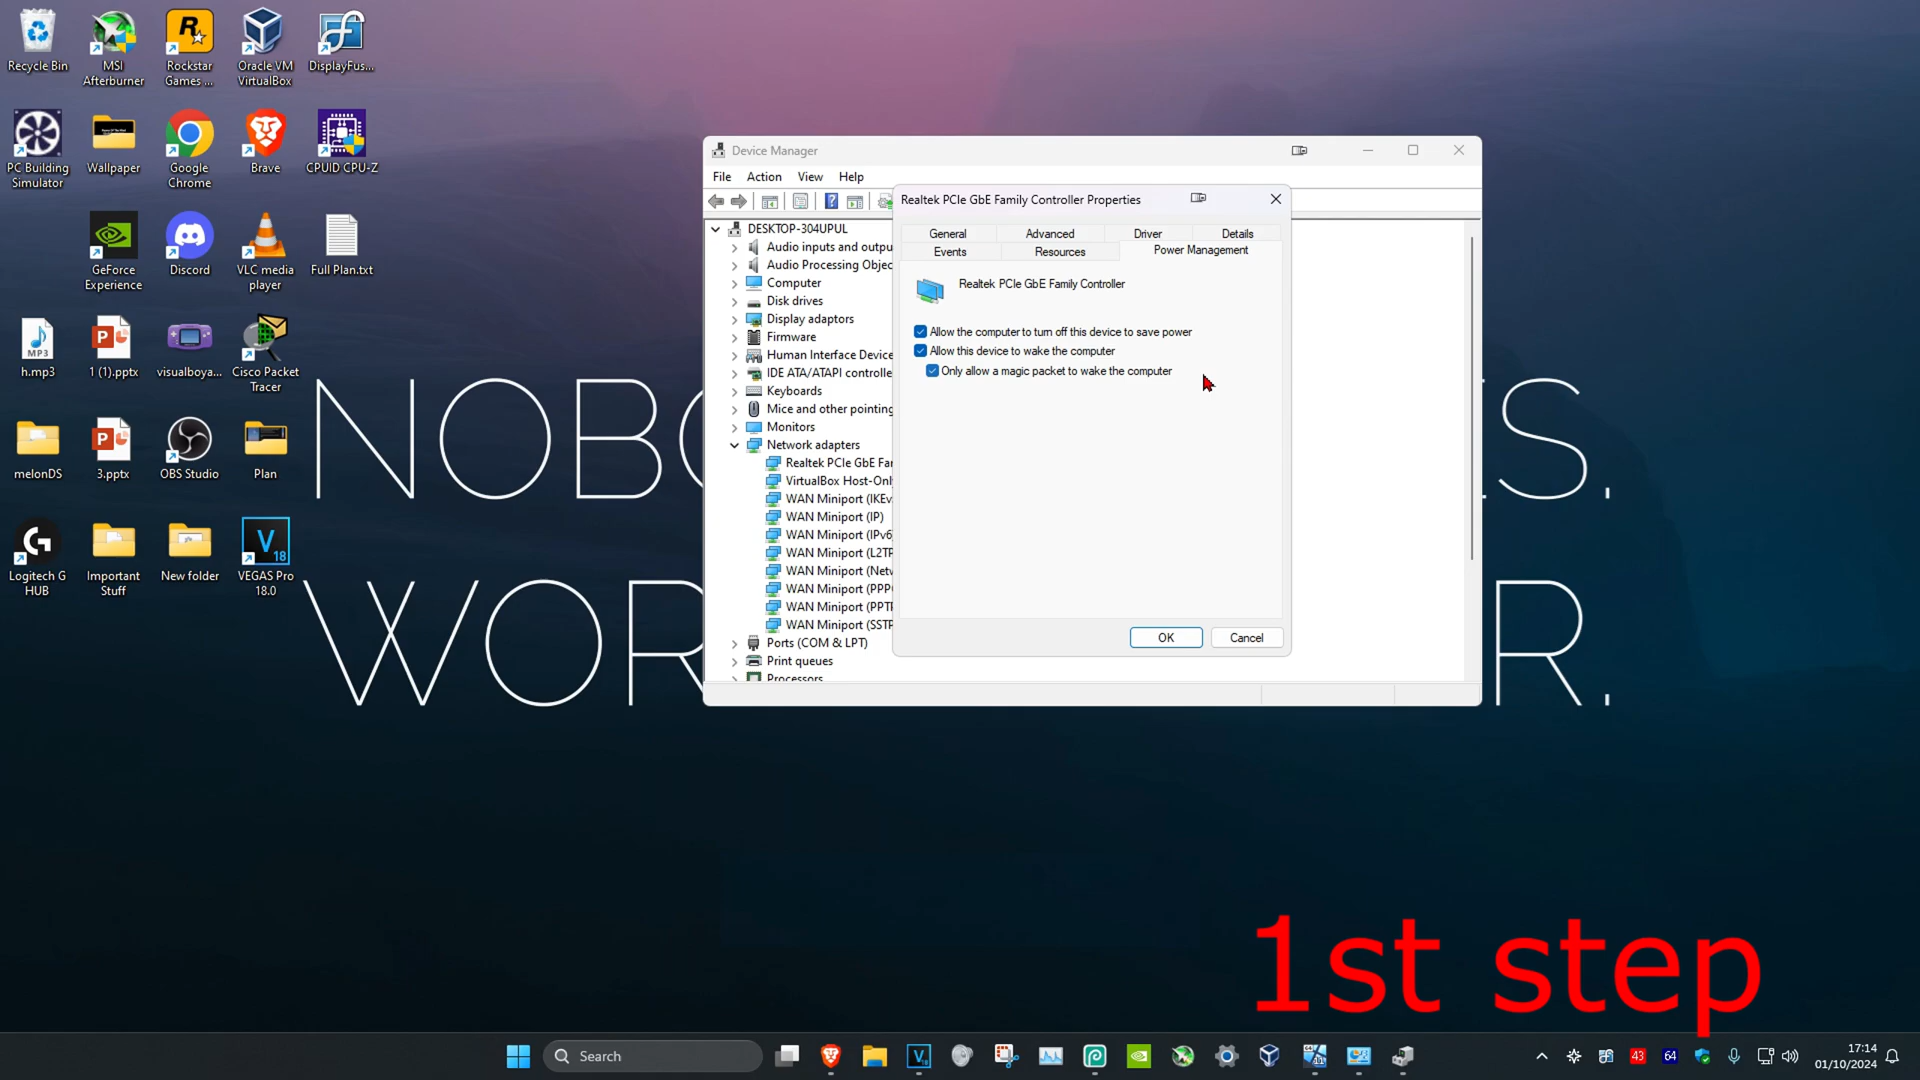 Recycle Bin
MSI
Afterburner
Rockstar
Games ...
Oracle VM
VirtualBox
DisplayFus...
PC Building
Simulator
Wallpaper
Google
Chrome
Brave
CPUID CPU-Z
GeForce
Experience
Discord
VLC media
player
Full Plan.txt
MP3
h.mp3
1 (1).pptx
visualboya...
Cisco Packet
Tracer
melonDS
3.pptx
OBS Studio
Plan
Logitech G
HUB
Important
Stuff
New folder
VEGAS Pro
18.0
NOBO
S.
WOR
R.
Device Manager
File Action View Help
DESKTOP-304UPUL
Audio inputs and outpu
Audio Processing Objec
Computer
Disk drives
Display adaptors
Firmware
Human Interface Device
IDE ATA/ATAPI controlle
Keyboards
Mice and other pointing
Monitors
Network adapters
Realtek PCIe GbE Far
VirtualBox Host-Onl
WAN Miniport (IKEv
WAN Miniport (IP)
WAN Miniport (IPv6
WAN Miniport (L2TP
WAN Miniport (Netw
WAN Miniport (PPPO
WAN Miniport (PPTP
WAN Miniport (SSTP
Ports (COM & LPT)
Print queues
Processors
Realtek PCIe GbE Family Controller Properties
General Advanced Driver Details
Events Resources Power Management
Realtek PCIe GbE Family Controller
Allow the computer to turn off this device to save power
Allow this device to wake the computer
Only allow a magic packet to wake the computer
OK Cancel
1st step
Search
43
64
17:14
01/10/2024